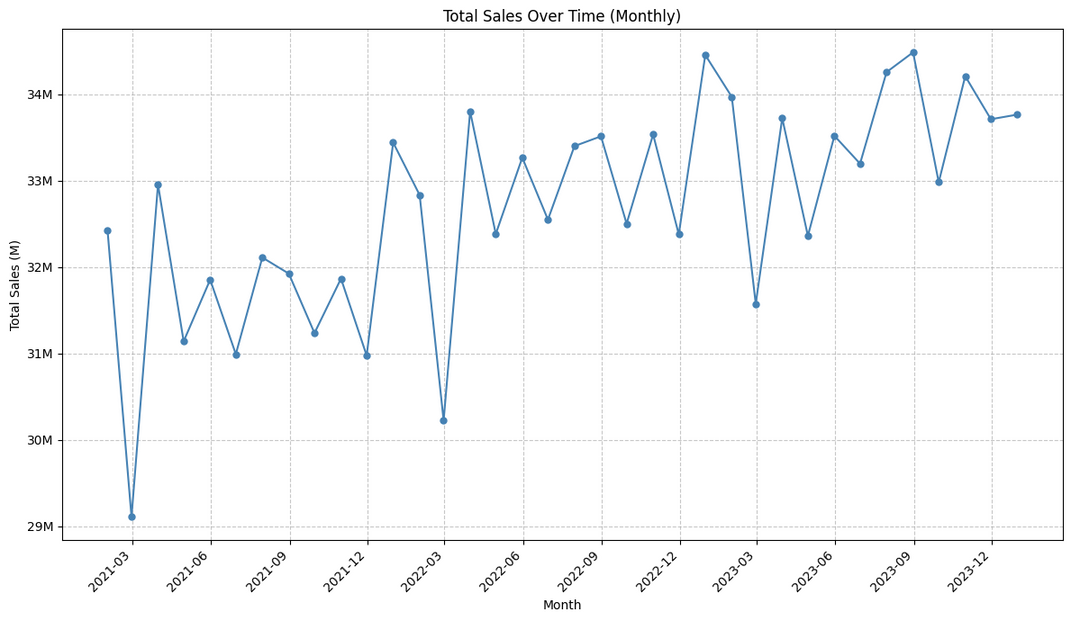 Total Sales Over Time (Monthly)
34M
33M
32M
31M
30M
29M
Total Sales (M)
2021-03
2021-06
2021-09
2021-12
2022-03
2022-06
2022-09
2022-12
2023-03
2023-06
2023-09
2023-12
Month